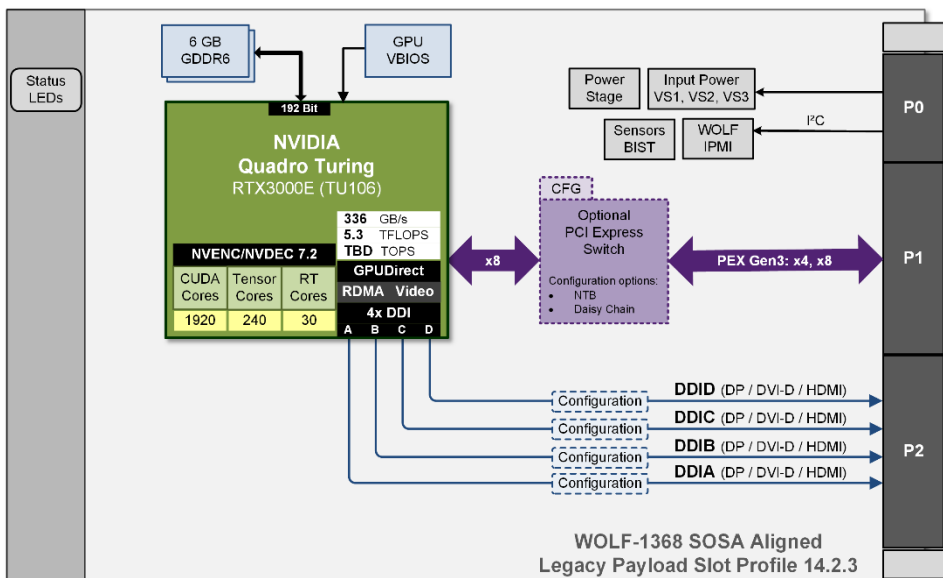 Status
LEDs
6 GB
GDDR6
GPU
VBIOS
192 Bit
NVIDIA
Quadro Turing
RTX3000E (TU106)
336 GB/s
5.3 TFLOPS
TBD TOPS
NVENC/NVDEC 7.2
GPUDirect
RDMA Video
CUDA
Cores
Tensor
Cores
RT
Cores
1920
240
30
4x DDI
A B C D
x8
CFG
Optional
PCI Express
Switch
Configuration options:
• NTB
• Daisy Chain
PEX Gen3: x4, x8
Power
Stage
Input Power
VS1, VS2, VS3
Sensors
BIST
WOLF
IPMI
I²C
P0
P1
P2
Configuration
DDID (DP / DVI-D / HDMI)
Configuration
DDIC (DP / DVI-D / HDMI)
Configuration
DDIB (DP / DVI-D / HDMI)
Configuration
DDIA (DP / DVI-D / HDMI)
WOLF-1368 SOSA Aligned
Legacy Payload Slot Profile 14.2.3